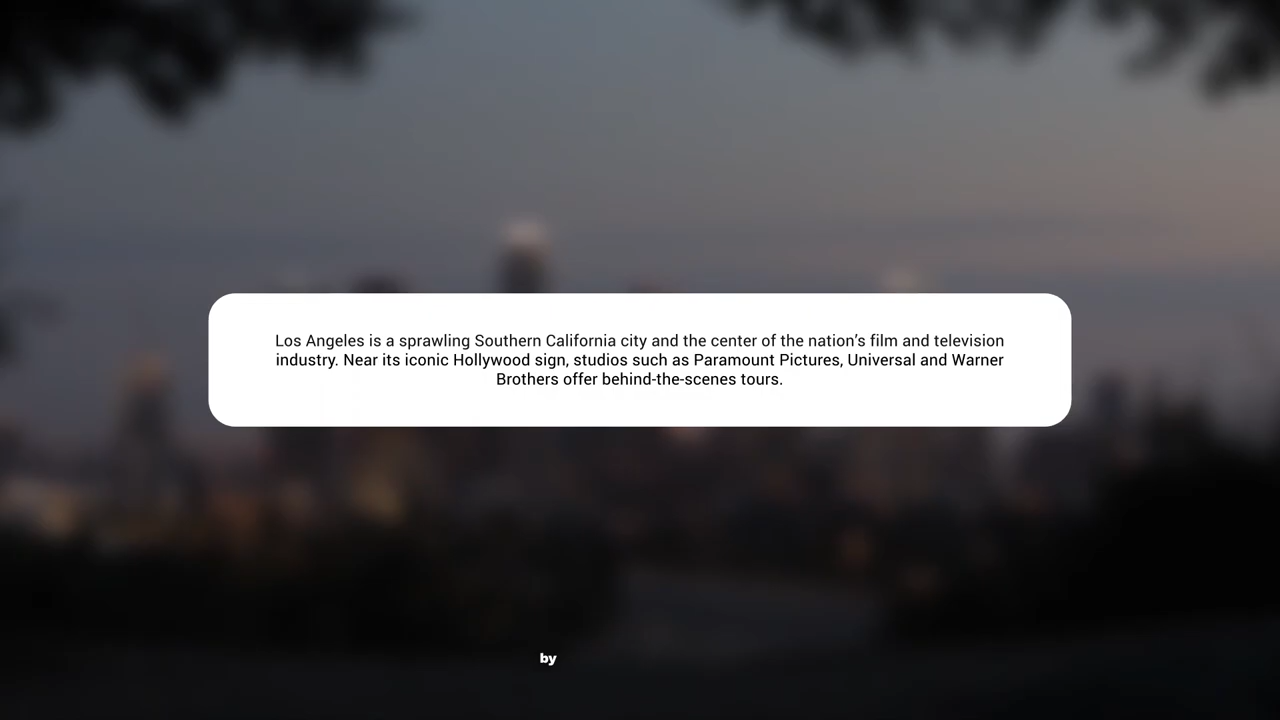 Los Angeles is a sprawling Southern California city and the center of the nation’s film and television
industry. Near its iconic Hollywood sign, studios such as Paramount Pictures, Universal and Warner
Brothers offer behind-the-scenes tours.
by